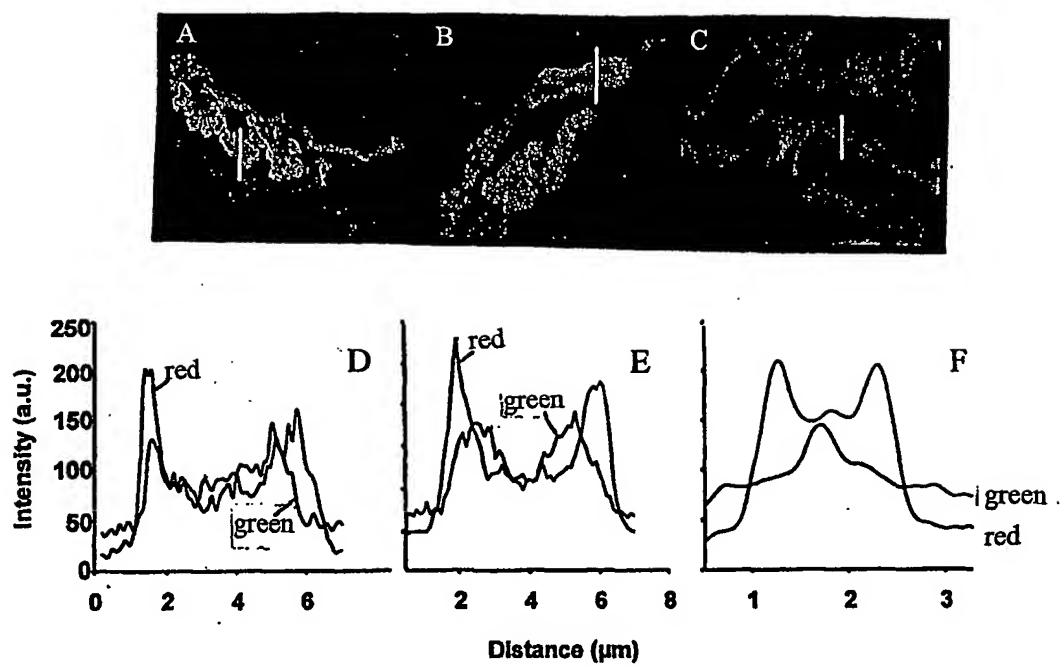 A B C
250
200
150
100
50
0
Intensity (a.u.)
red
D
green
0 2 4 6
red
E
green
2 4 6 8
F
green
red
1 2 3
Distance (µm)